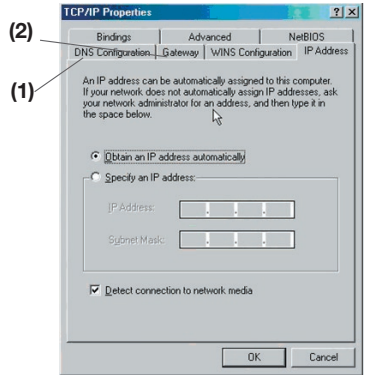 TCP/IP Properties ? X
(2)
Bindings Advanced NetBIOS
DNS Configuration Gateway WINS Configuration IP Address
(1)
An IP address can be automatically assigned to this computer.
If your network does not automatically assign IP addresses, ask
your network administrator for an address, and then type it in
the space below.
Obtain an IP address automatically
Specify an IP address:
IP Address:
Subnet Mask:
Detect connection to network media
OK Cancel